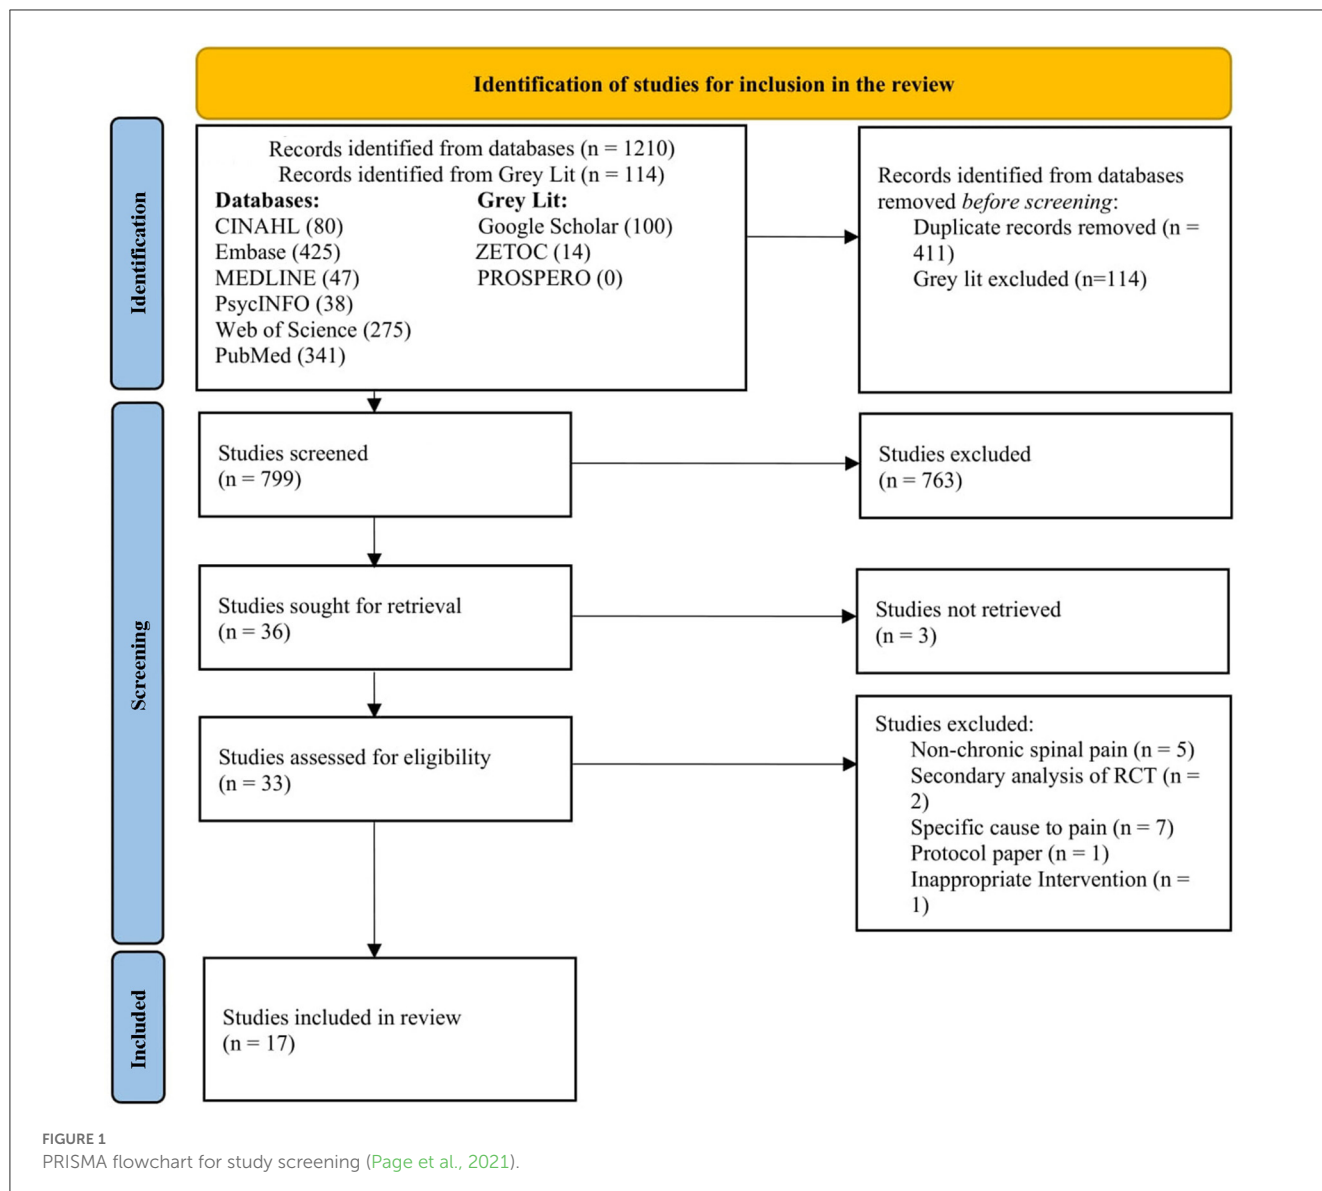 Identification of studies for inclusion in the review
Identification
Records identified from databases (n = 1210)
Records identified from Grey Lit (n = 114)
Databases:
CINAHL (80)
Embase (425)
MEDLINE (47)
PsycINFO (38)
Web of Science (275)
PubMed (341)
Grey Lit:
Google Scholar (100)
ZETOC (14)
PROSPERO (0)
Records identified from databases
removed before screening:
Duplicate records removed (n =
411)
Grey lit excluded (n=114)
Screening
Studies screened
(n = 799)
Studies excluded
(n = 763)
Studies sought for retrieval
(n = 36)
Studies not retrieved
(n = 3)
Studies assessed for eligibility
(n = 33)
Studies excluded:
Non-chronic spinal pain (n = 5)
Secondary analysis of RCT (n =
2)
Specific cause to pain (n = 7)
Protocol paper (n = 1)
Inappropriate Intervention (n =
1)
Included
Studies included in review
(n = 17)
FIGURE 1
PRISMA flowchart for study screening (Page et al., 2021).